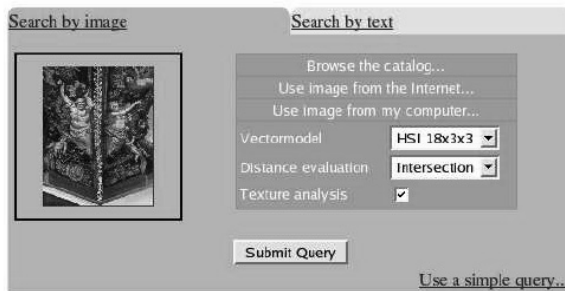 Search by image
Search by text
Browse the catalog...
Use image from the Internet...
Use image from my computer...
Vectormodel HSI 18x3x3
Distance evaluation Intersection
Texture analysis
Submit Query
Use a simple query...